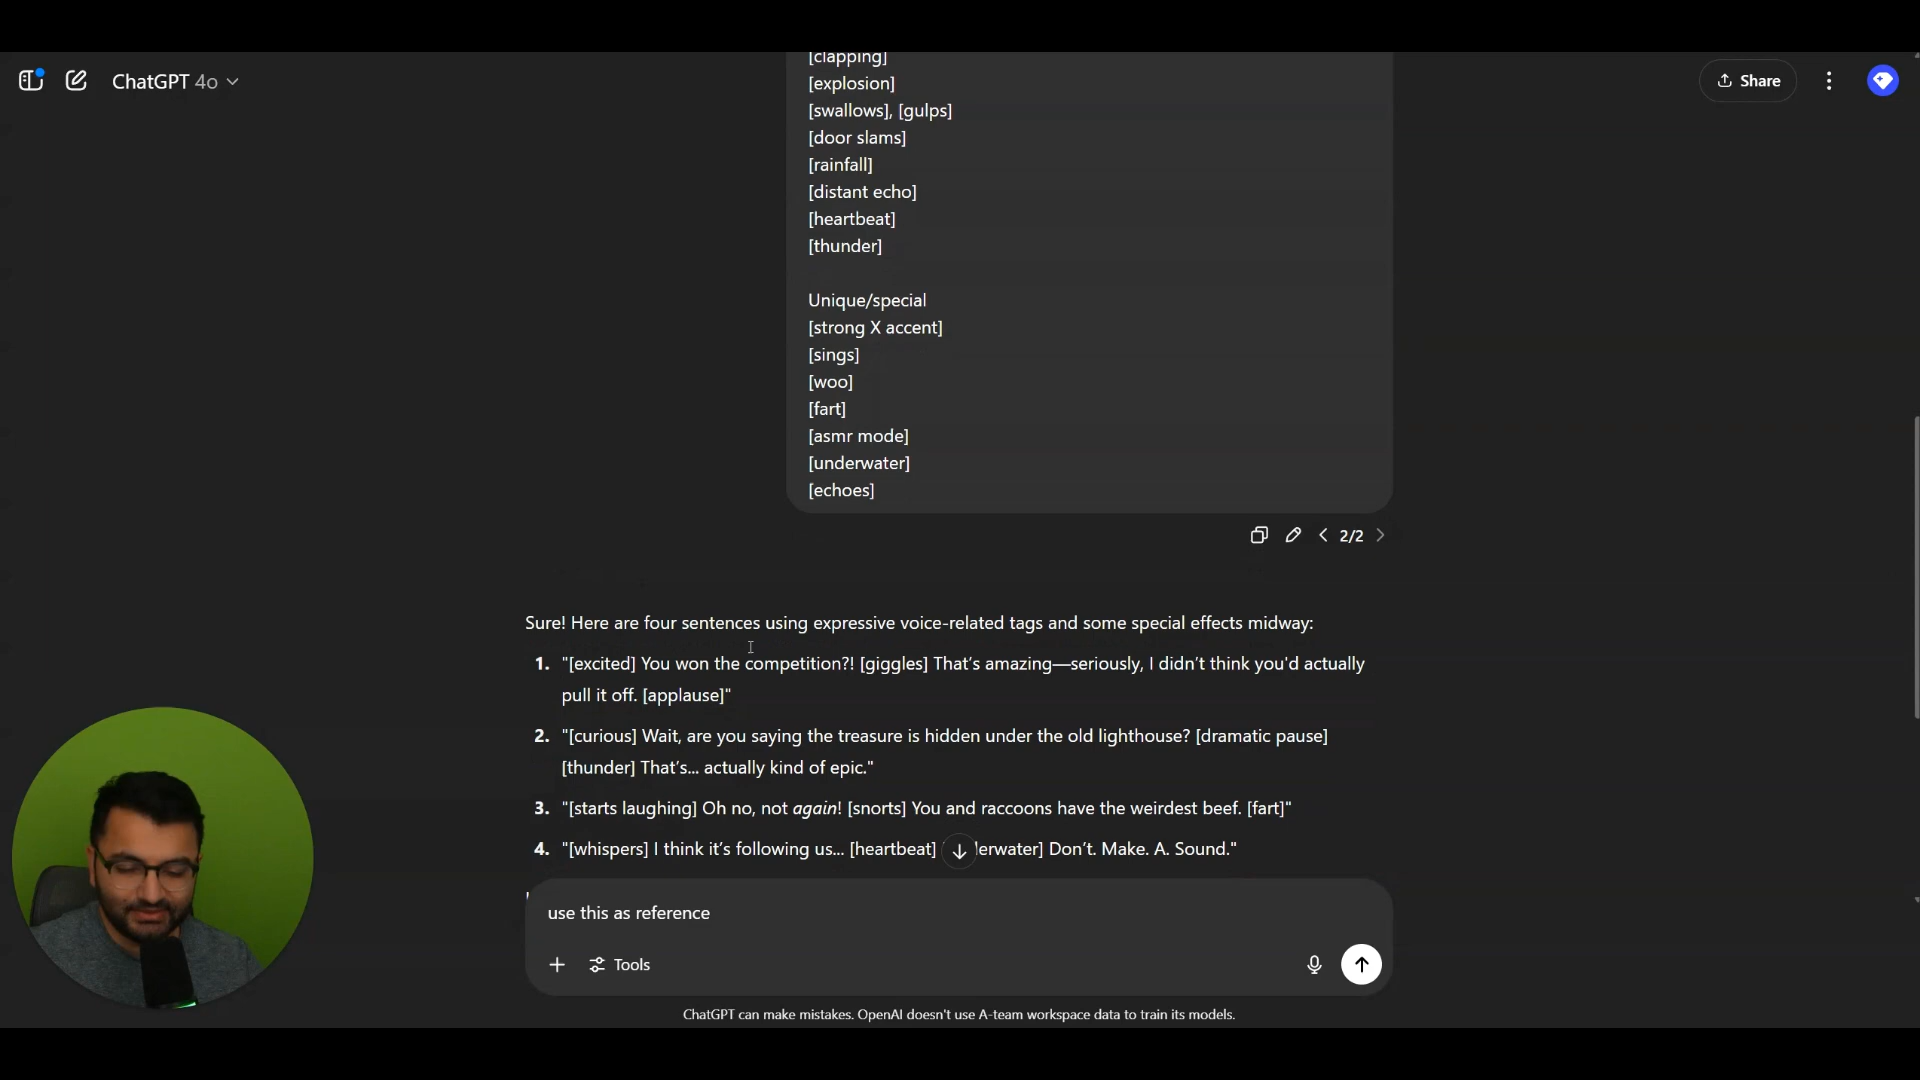 [clapping]
ChatGPT 4o
Share
[explosion]
[swallows], [gulps]
[door slams]
[rainfall]
[distant echo]
[heartbeat]
[thunder]
Unique/special
[strong X accent]
[sings]
[woo]
[fart]
[asmr mode]
[underwater]
[echoes]
2/2
Sure! Here are four sentences using expressive voice-related tags and some special effects midway:
1. "[excited] You won the competition?! [giggles] That's amazing—seriously, I didn't think you'd actually
pull it off. [applause]"
2. "[curious] Wait, are you saying the treasure is hidden under the old lighthouse? [dramatic pause]
[thunder] That's... actually kind of epic."
3. "[starts laughing] Oh no, not again! [snorts] You and raccoons have the weirdest beef. [fart]"
4. "[whispers] I think it's following us... [heartbeat] derwater] Don't. Make. A. Sound."
use this as reference
Tools
ChatGPT can make mistakes. OpenAI doesn't use A-team workspace data to train its models.